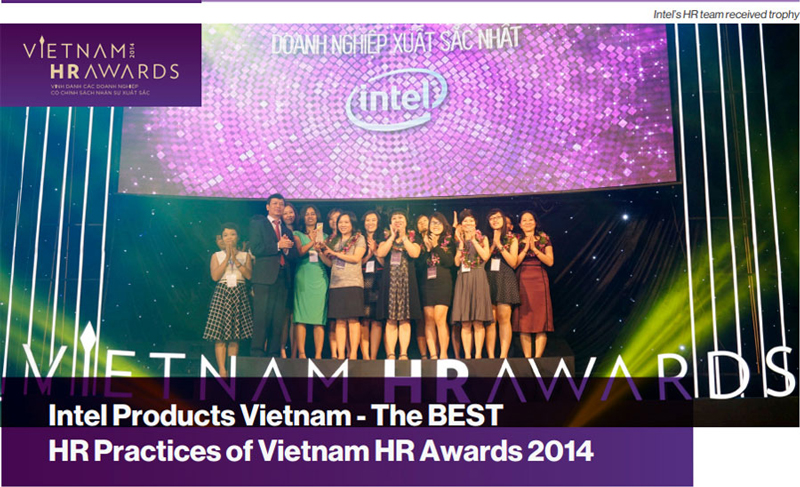 Intel's HR team received trophy
VIETNAM 2014
HR AWARDS
VINH DANH CÁC DOANH NGHIỆP
CÓ CHÍNH SÁCH NHÂN SỰ XUẤT SẮC
DOANH NGHIỆP XUẤT SẮC NHẤT
intel
VIETNAM HR AWARDS
Intel Products Vietnam - The BEST
HR Practices of Vietnam HR Awards 2014